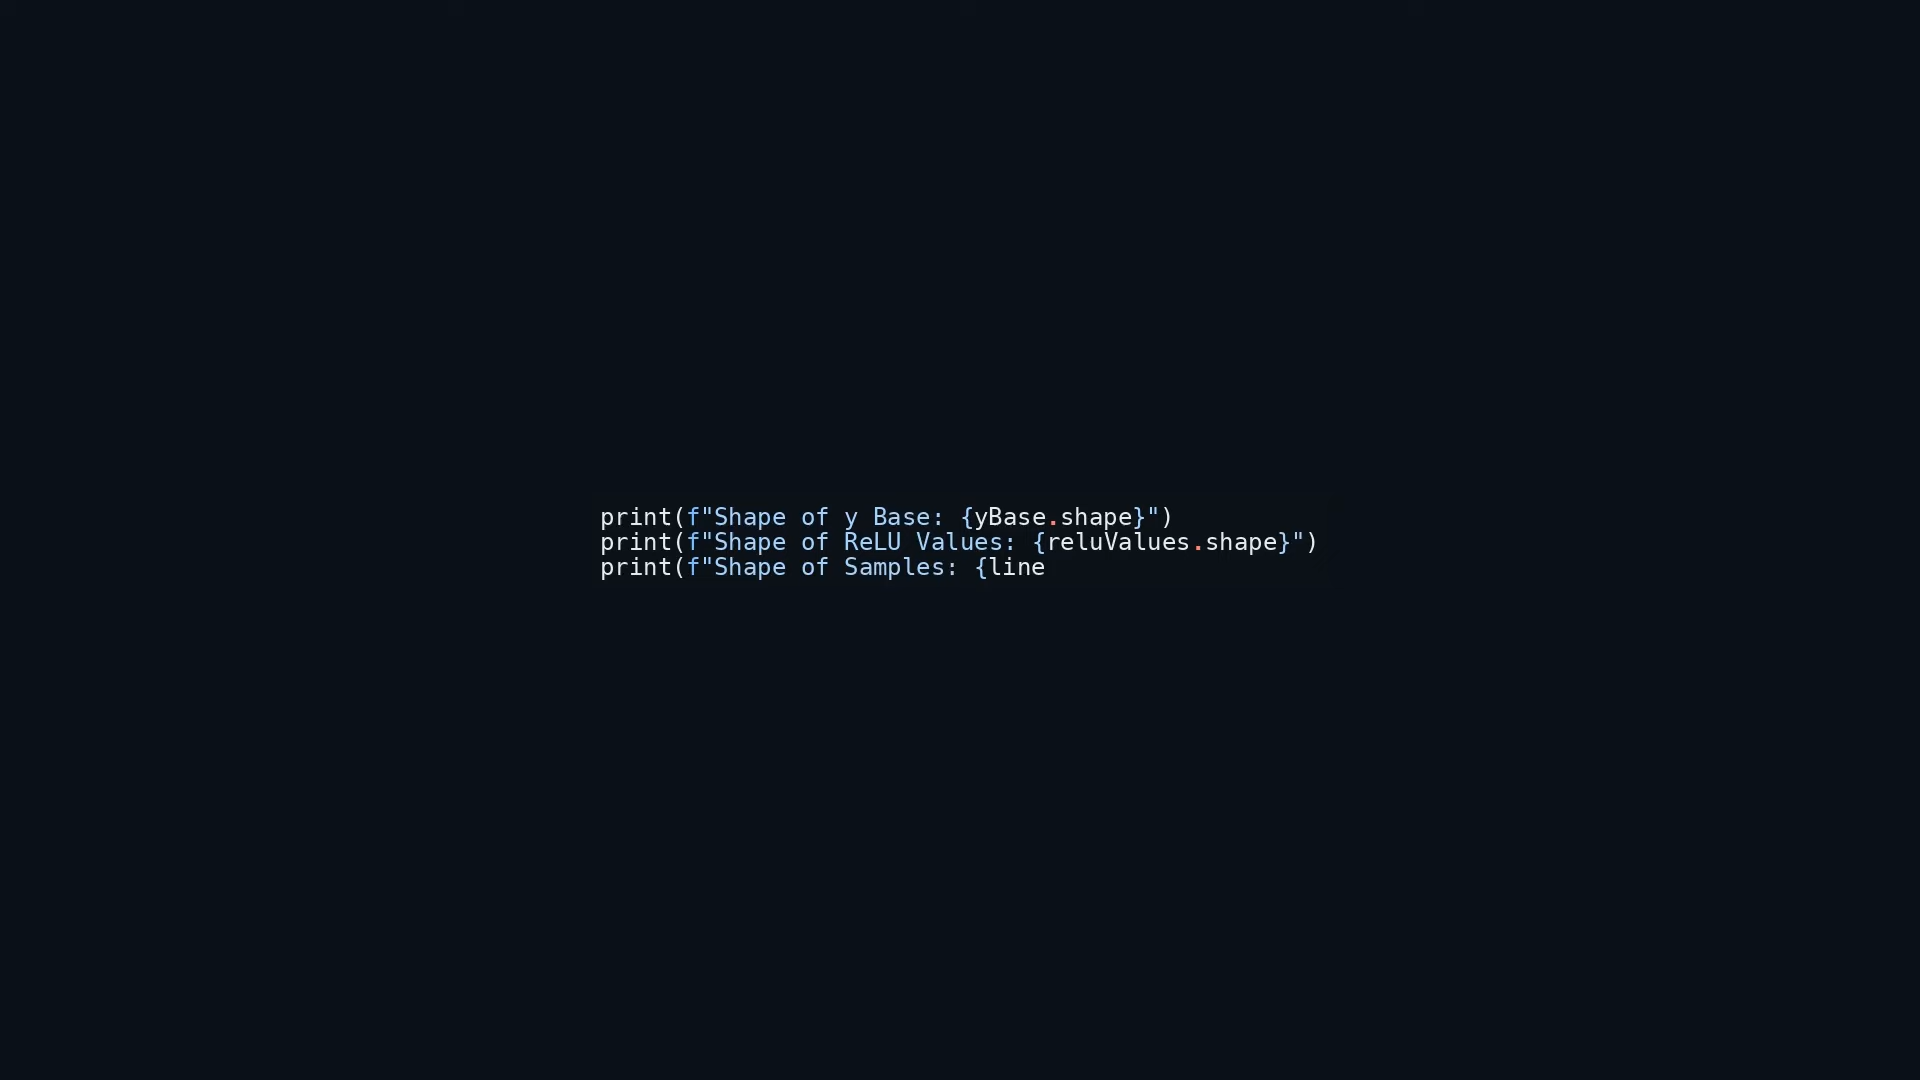 print(f"Shape of y Base: {yBase.shape}")
print(f"Shape of ReLU Values: {reluValues.shape}")
print(f"Shape of Samples: {line